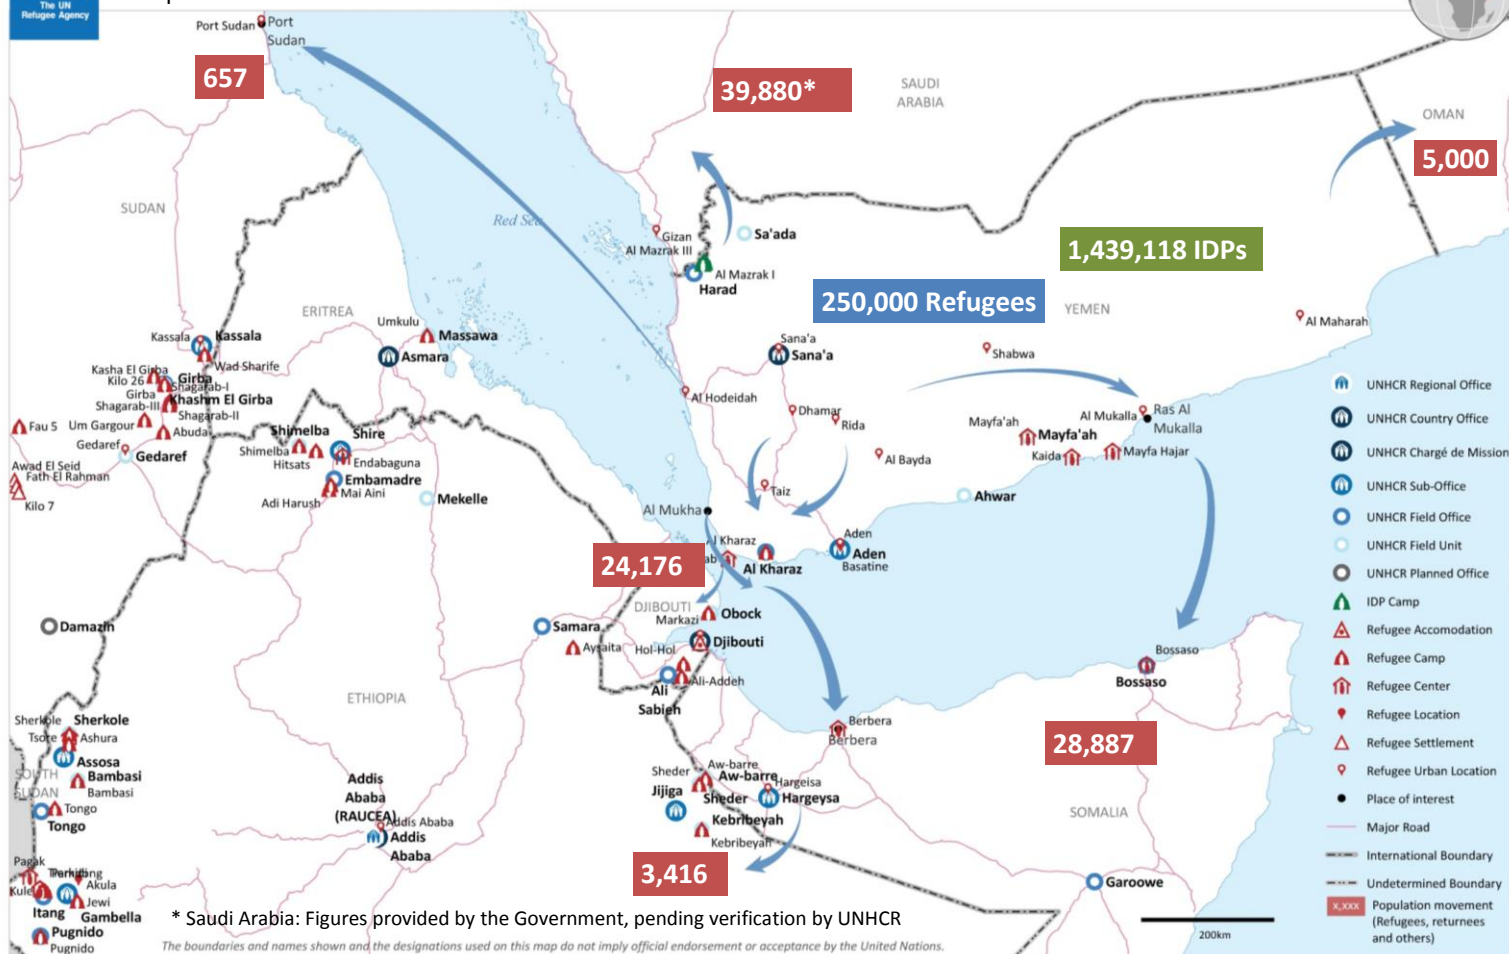 The UN
Refugee Agency
Port Sudan
Port
Sudan
657
39,880*
SAUDI
ARABIA
OMAN
5,000
SUDAN
Red Sea
Gizan
Al Mazrak III
Sa'ada
Al Mazrak I
Harad
1,439,118 IDPs
250,000 Refugees
YEMEN
Al Maharah
ERITREA
Umkulu
Massawa
Asmara
Kassala
Kassala
Wad Sharife
Kasha El Girba
Kilo 26
Girba
Girba
Shagarab-I
Shagarab-III
Khashm El Girba
Shagarab-II
Fau 5
Um Gargour
Abuda
Gedaref
Gedaref
Awad El Seid
Fath El Rahman
Kilo 7
Shimelba
Shimelba
Hitsats
Shire
Endabaguna
Embamadre
Mai Aini
Adi Harush
Mekelle
Sana'a
Sana'a
Shabwa
Al Hodeidah
Dhamar
Rida
Al Bayda
Taiz
Al Mukha
Mayfa'ah
Mayfa'ah
Kaida
Al Mukalla
Ras Al
Mukalla
Mayfa Hajar
Ahwar
Aden
Aden
Basatine
Al Kharaz
Al Kharaz
24,176
DJIBOUTI
Markazi
Obock
Djibouti
Hol-Hol
Ali-Addeh
Ali
Sabieh
Samara
Aysaita
Damazin
ETHIOPIA
Sherkole
Sherkole
Tsore
Ashura
Assosa
Bambasi
Bambasi
SOUTH
SUDAN
Tongo
Tongo
Addis
Ababa
(RAUCEA)
Addis Ababa
Addis
Ababa
Pagak
Kule
Akula
Jewi
Itang
Gambella
Pugnido
Pugnido
Berbera
Berbera
Bossaso
Bossaso
28,887
Sheder
Aw-barre
Aw-barre
Sheder
Jijiga
Hargeisa
Hargeysa
Kebribeyah
Kebribeyah
3,416
SOMALIA
Garoowe
UNHCR Regional Office
UNHCR Country Office
UNHCR Chargé de Mission
UNHCR Sub-Office
UNHCR Field Office
UNHCR Field Unit
UNHCR Planned Office
IDP Camp
Refugee Accomodation
Refugee Camp
Refugee Center
Refugee Location
Refugee Settlement
Refugee Urban Location
Place of interest
Major Road
International Boundary
Undetermined Boundary
x,xxx
Population movement
(Refugees, returnees
and others)
200km
* Saudi Arabia: Figures provided by the Government, pending verification by UNHCR
The boundaries and names shown and the designations used on this map do not imply official endorsement or acceptance by the United Nations.